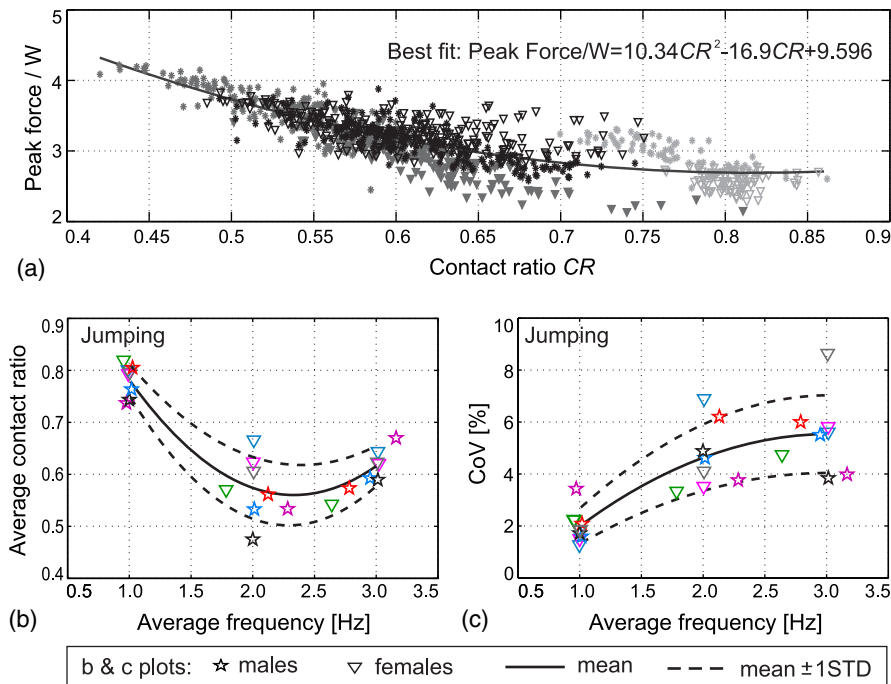 5
4
3
2
Peak force / W
Best fit: Peak Force/W=10.34CR²-16.9CR+9.596
0.4 0.45 0.5 0.55 0.6 0.65 0.7 0.75 0.8 0.85 0.9
(a)
Contact ratio CR
0.9
0.8
0.7
0.6
0.5
0.4
Average contact ratio
Jumping
0.5 1.0 1.5 2.0 2.5 3.0 3.5
(b)
Average frequency [Hz]
10
8
6
4
2
0
CoV [%]
Jumping
0.5 1.0 1.5 2.0 2.5 3.0 3.5
(c)
Average frequency [Hz]
b & c plots: males females mean mean ±1STD